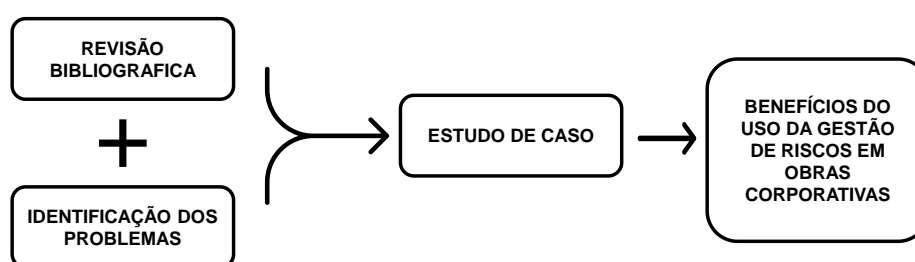 REVISÃO
BIBLIOGRAFICA
IDENTIFICAÇÃO DOS
PROBLEMAS
ESTUDO DE CASO
BENEFÍCIOS DO
USO DA GESTÃO
DE RISCOS EM
OBRAS
CORPORATIVAS